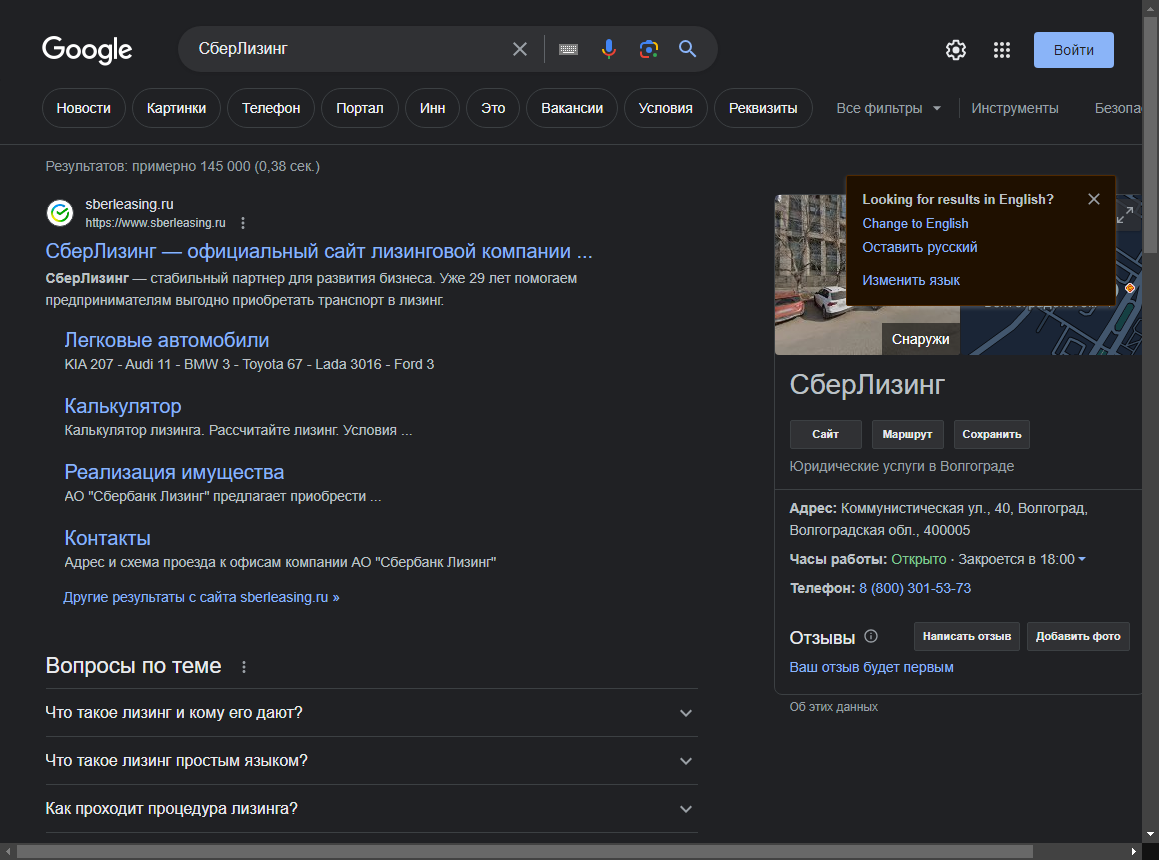 Google
СберЛизинг
Войти
Новости
Картинки
Телефон
Портал
Инн
Это
Вакансии
Условия
Реквизиты
Все фильтры
Инструменты
Результатов: примерно 145 000 (0,38 сек.)
sberleasing.ru
https://www.sberleasing.ru
СберЛизинг — официальный сайт лизинговой компании ...
СберЛизинг — стабильный партнер для развития бизнеса. Уже 29 лет помогаем
предпринимателям выгодно приобретать транспорт в лизинг.
Легковые автомобили
KIA 207 - Audi 11 - BMW 3 - Toyota 67 - Lada 3016 - Ford 3
Калькулятор
Калькулятор лизинга. Рассчитайте лизинг. Условия ...
Реализация имущества
АО "Сбербанк Лизинг" предлагает приобрести ...
Контакты
Адрес и схема проезда к офисам компании АО "Сбербанк Лизинг"
Другие результаты с сайта sberleasing.ru »
Вопросы по теме
Что такое лизинг и кому его дают?
Что такое лизинг простым языком?
Как проходит процедура лизинга?
Looking for results in English?
Change to English
Оставить русский
Изменить язык
Снаружи
СберЛизинг
Сайт
Маршрут
Сохранить
Юридические услуги в Волгограде
Адрес: Коммунистическая ул., 40, Волгоград,
Волгоградская обл., 400005
Часы работы: Открыто · Закроется в 18:00
Телефон: 8 (800) 301-53-73
Отзывы
Написать отзыв
Добавить фото
Ваш отзыв будет первым
Об этих данных